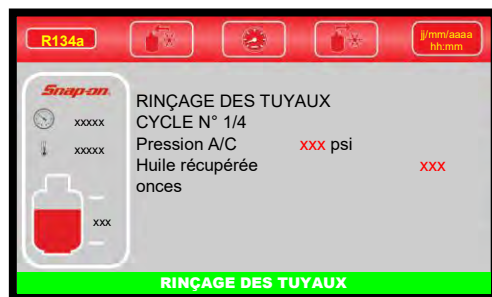 R134a
jj/mm/aaaa
hh:mm
Snap-on
xxxxx
xxxxx
xxx
RINÇAGE DES TUYAUX
CYCLE N° 1/4
Pression A/C xxx psi
Huile récupérée xxx
onces
RINÇAGE DES TUYAUX